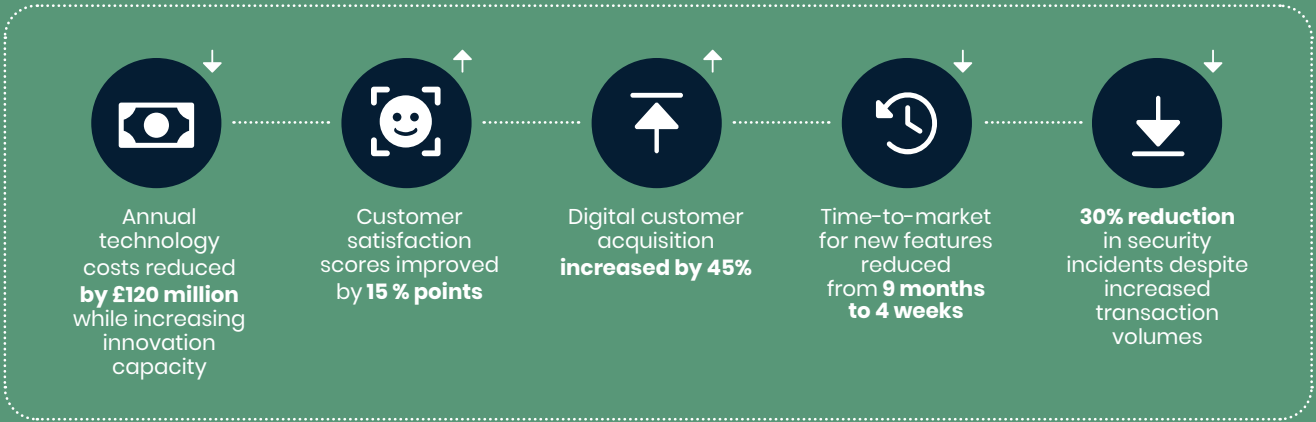 Annual
technology
costs reduced
by £120 million
while increasing
innovation
capacity
Customer
satisfaction
scores improved
by 15 % points
Digital customer
acquisition
increased by 45%
Time-to-market
for new features
reduced
from 9 months
to 4 weeks
30% reduction
in security
incidents despite
increased
transaction
volumes